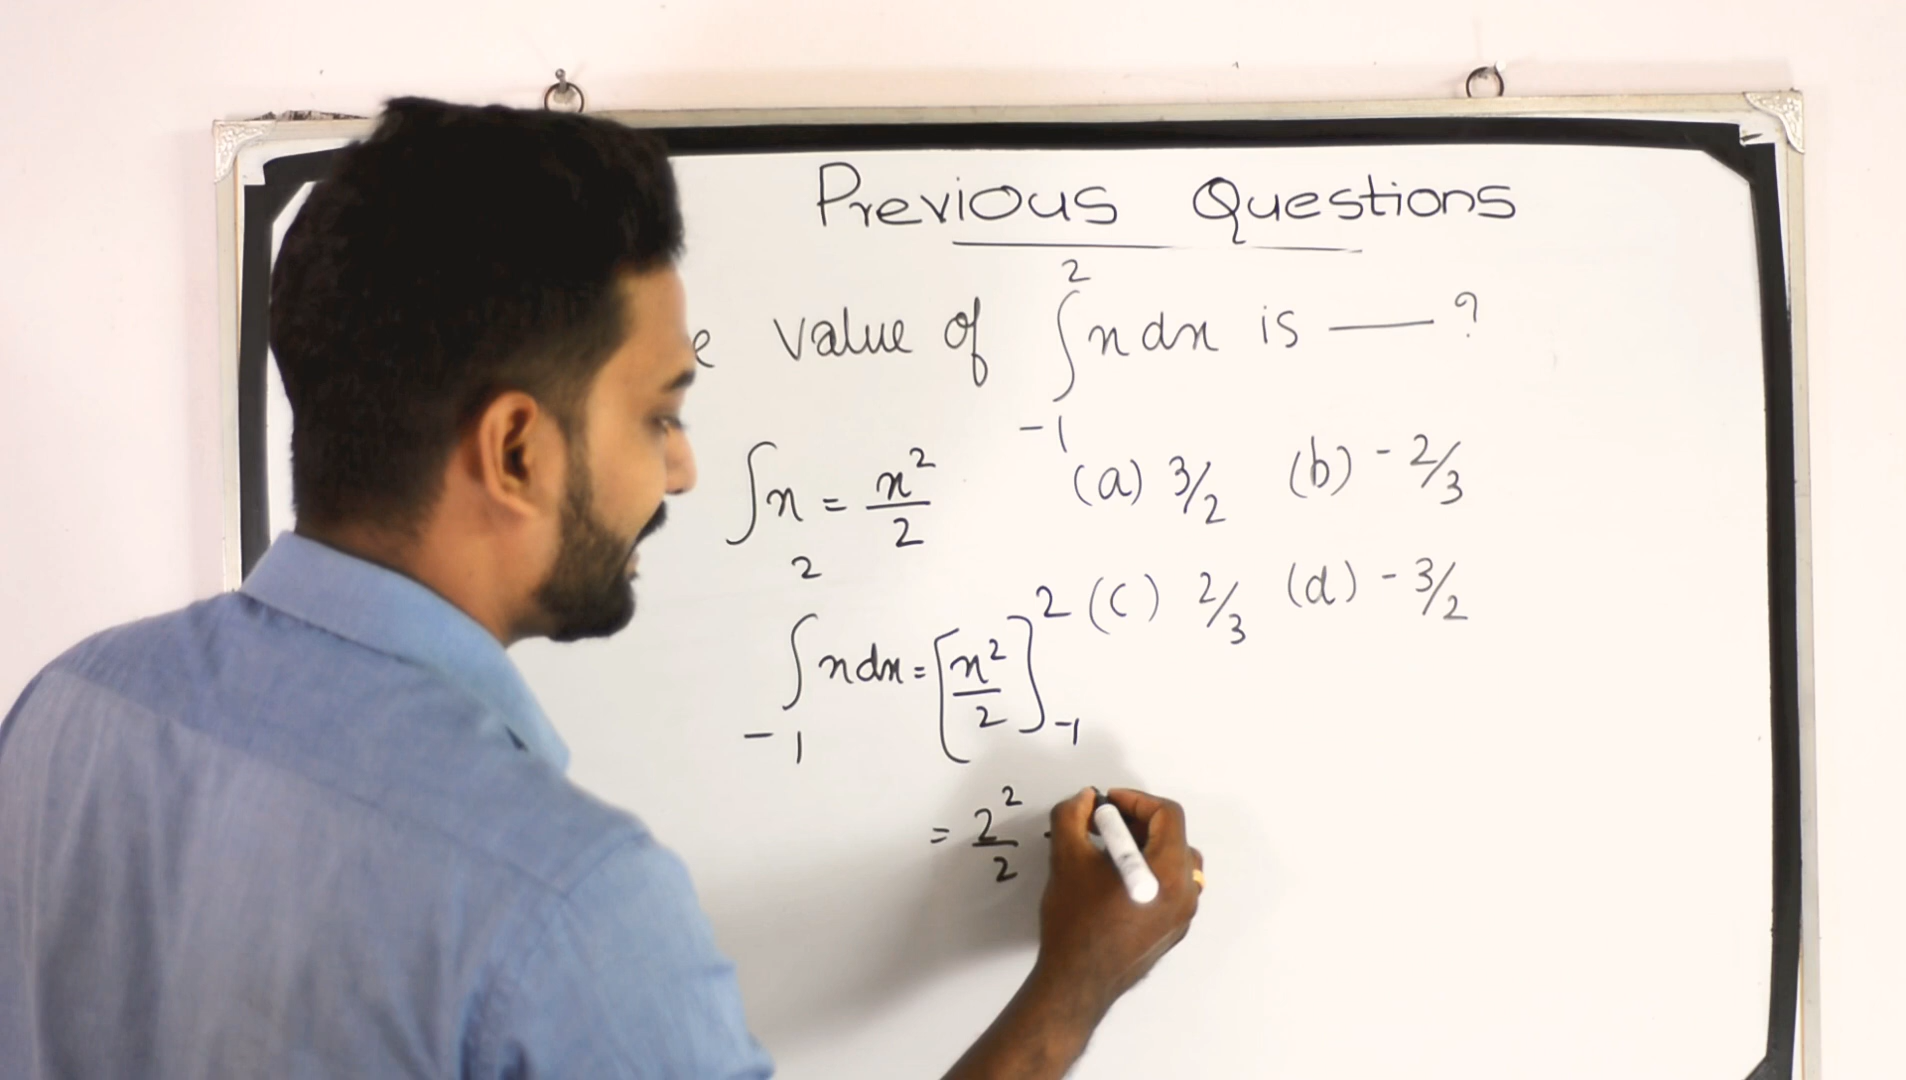 Previous Questions
e value of ∫₋₁² x dx is — ?
∫x = x²/2
(a) 3/2 (b) -2/3
(c) 2/3 (d) -3/2
∫₋₁² x dx = [x²/2]₋₁²
= 2²/2 -